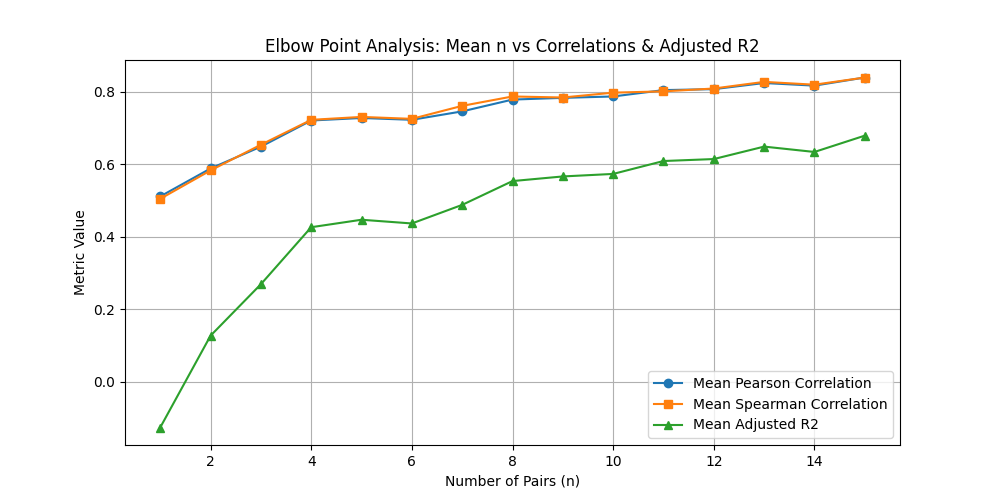 Elbow Point Analysis: Mean n vs Correlations & Adjusted R2
Metric Value
0.8
0.6
0.4
0.2
0.0
2 4 6 8 10 12 14
Number of Pairs (n)
Mean Pearson Correlation
Mean Spearman Correlation
Mean Adjusted R2